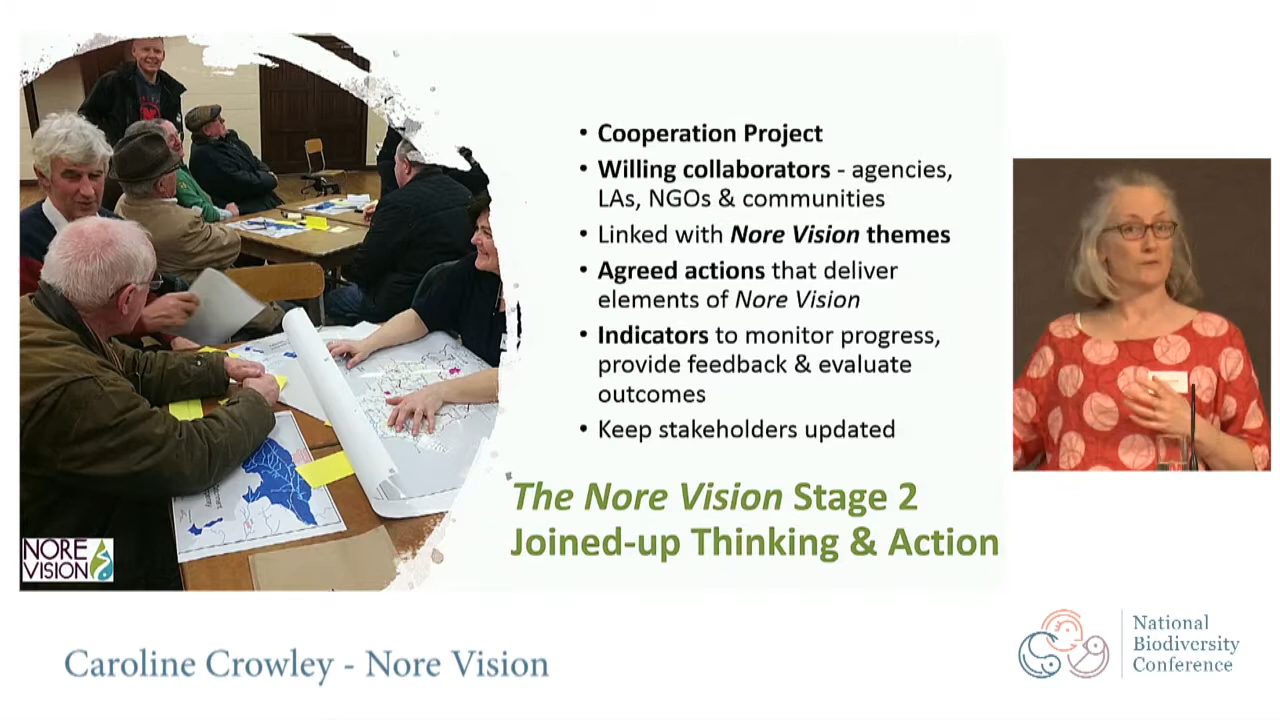 • Cooperation Project
• Willing collaborators - agencies,
LAs, NGOs & communities
• Linked with Nore Vision themes
• Agreed actions that deliver
elements of Nore Vision
• Indicators to monitor progress,
provide feedback & evaluate
outcomes
• Keep stakeholders updated
The Nore Vision Stage 2
Joined-up Thinking & Action
NORE
VISION
Caroline Crowley - Nore Vision
National
Biodiversity
Conference